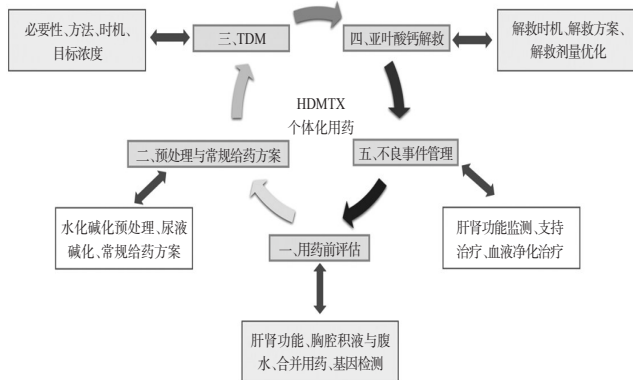 必要性、方法、时机、
目标浓度
三、TDM
四、亚叶酸钙解救
解救时机、解救方案、
解救剂量优化
HDMTX
个体化用药
二、预处理与常规给药方案
五、不良事件管理
水化碱化预处理、尿液
碱化、常规给药方案
一、用药前评估
肝肾功能监测、支持
治疗、血液净化治疗
肝肾功能、胸腔积液与腹
水、合并用药、基因检测